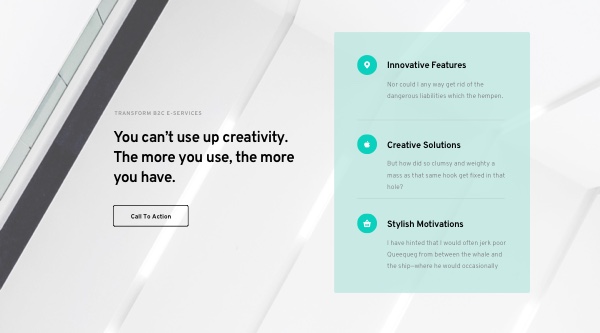 TRANSFORM B2C E-SERVICES
You can't use up creativity.
The more you use, the more
you have.
Call To Action
Innovative Features
Nor could I any way get rid of the
dangerous liabilities which the hempen.
Creative Solutions
But how did so clumsy and weighty a
mass as that same hook get fixed in that
hole?
Stylish Motivations
I have hinted that I would often jerk poor
Queequeg from between the whale and
the ship—where he would occasionally